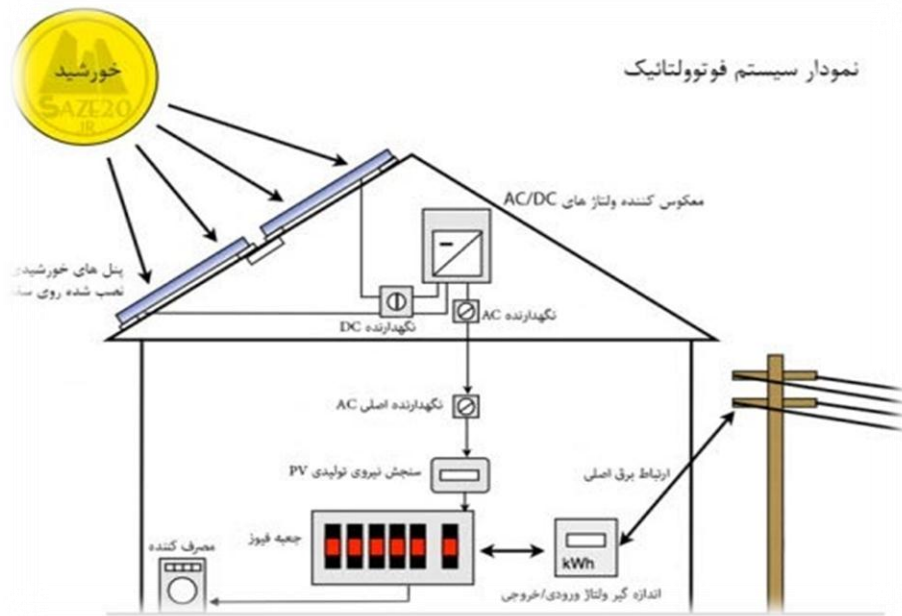 نمودار سیستم فوتوولتائیک
خورشید
SAZE20
.IR
معکوس کننده ولتاژ های AC/DC
پنل های خورشیدی
نصب شده روی
نگهدارنده DC
نگهدارنده AC
نگهدارنده اصلی AC
سنجش نیروی تولیدی PV
ارتباط برق اصلی
جعبه فیوز
مصرف کننده
kWh
اندازه گیر ولتاژ ورودی/خروجی